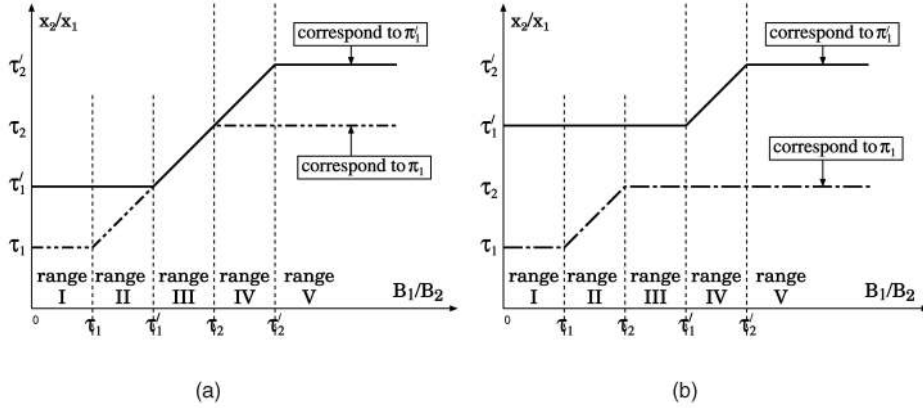 x₂/x₁
correspond to π₁′
τ₂′
τ₂
correspond to π₁
τ₁′
τ₁
range I
range II
range III
range IV
range V
B₁/B₂
0
τ₁
τ₁′
τ₂
τ₂′
(a)
x₂/x₁
correspond to π₁′
τ₂′
τ₁′
correspond to π₁
τ₂
τ₁
range I
range II
range III
range IV
range V
B₁/B₂
0
τ₁
τ₂
τ₁′
τ₂′
(b)